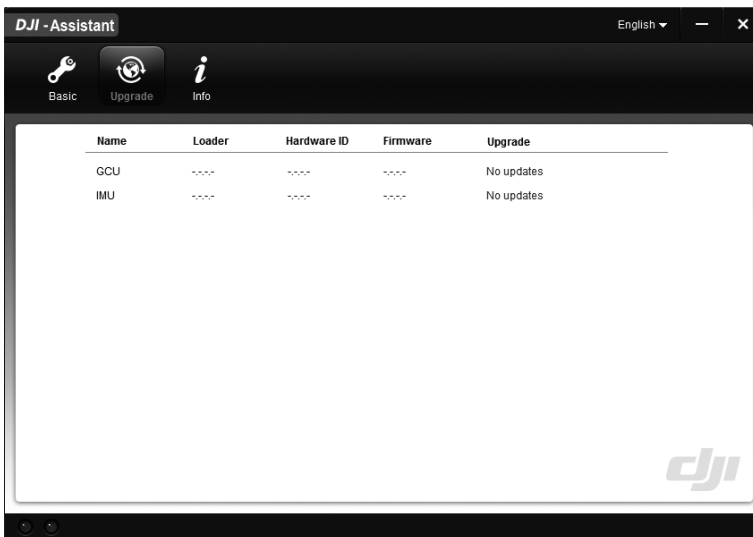 DJI - Assistant English
Basic Upgrade Info
Name Loader Hardware ID Firmware Upgrade
GCU -.-.-.- -.-.-.- -.-.-.- No updates
IMU -.-.-.- -.-.-.- -.-.-.- No updates
dji